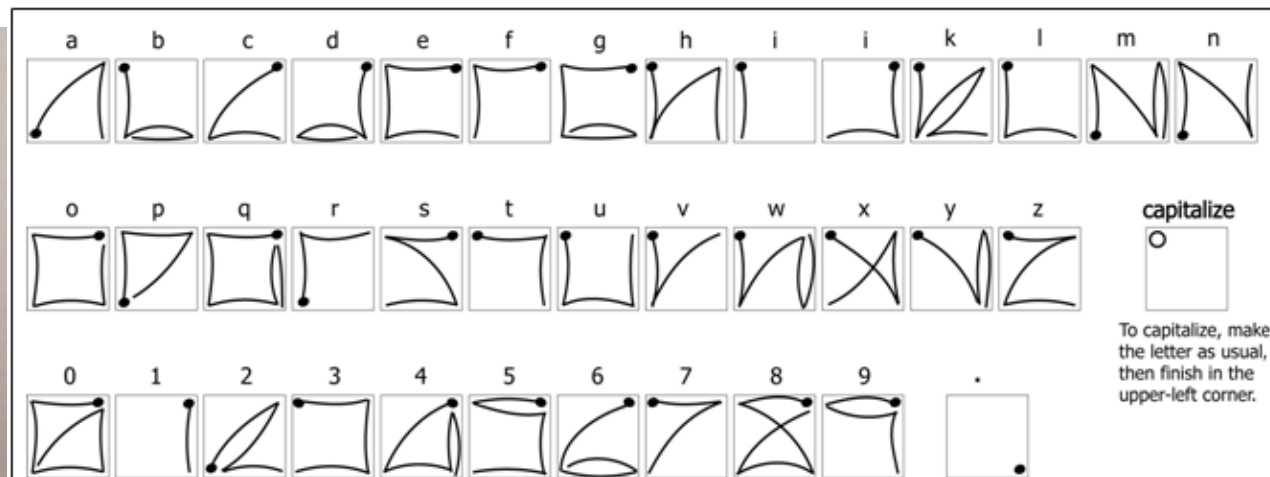 a b c d e f g h i i k l m n
o p q r s t u v w x y z capitalize
To capitalize, make
the letter as usual,
then finish in the
upper-left corner.
0 1 2 3 4 5 6 7 8 9 .